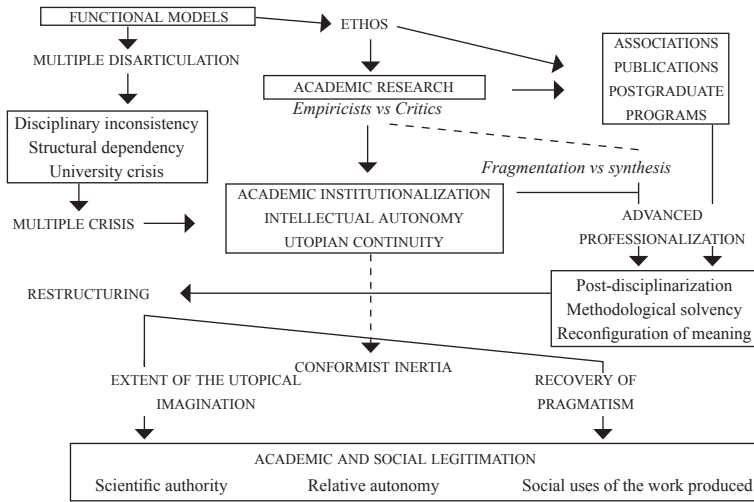 FUNCTIONAL MODELS
ETHOS
MULTIPLE DISARTICULATION
ASSOCIATIONS
PUBLICATIONS
POSTGRADUATE
PROGRAMS
ACADEMIC RESEARCH
Empiricists vs Critics
Disciplinary inconsistency
Structural dependency
University crisis
Fragmentation vs synthesis
MULTIPLE CRISIS
ACADEMIC INSTITUTIONALIZATION
INTELLECTUAL AUTONOMY
UTOPIAN CONTINUITY
ADVANCED
PROFESSIONALIZATION
RESTRUCTURING
Post-disciplinarization
Methodological solvency
Reconfiguration of meaning
CONFORMIST INERTIA
EXTENT OF THE UTOPICAL
IMAGINATION
RECOVERY OF
PRAGMATISM
ACADEMIC AND SOCIAL LEGITIMATION
Scientific authority Relative autonomy Social uses of the work produced